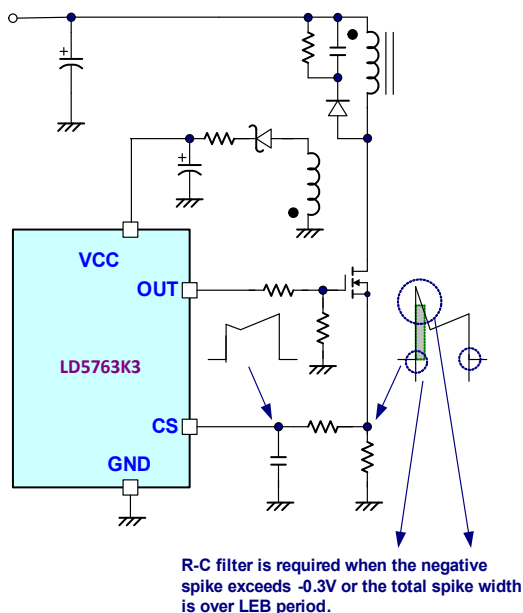 +
+
VCC
OUT
LD5763K3
CS
GND
R-C filter is required when the negative
spike exceeds -0.3V or the total spike width
is over LEB period.